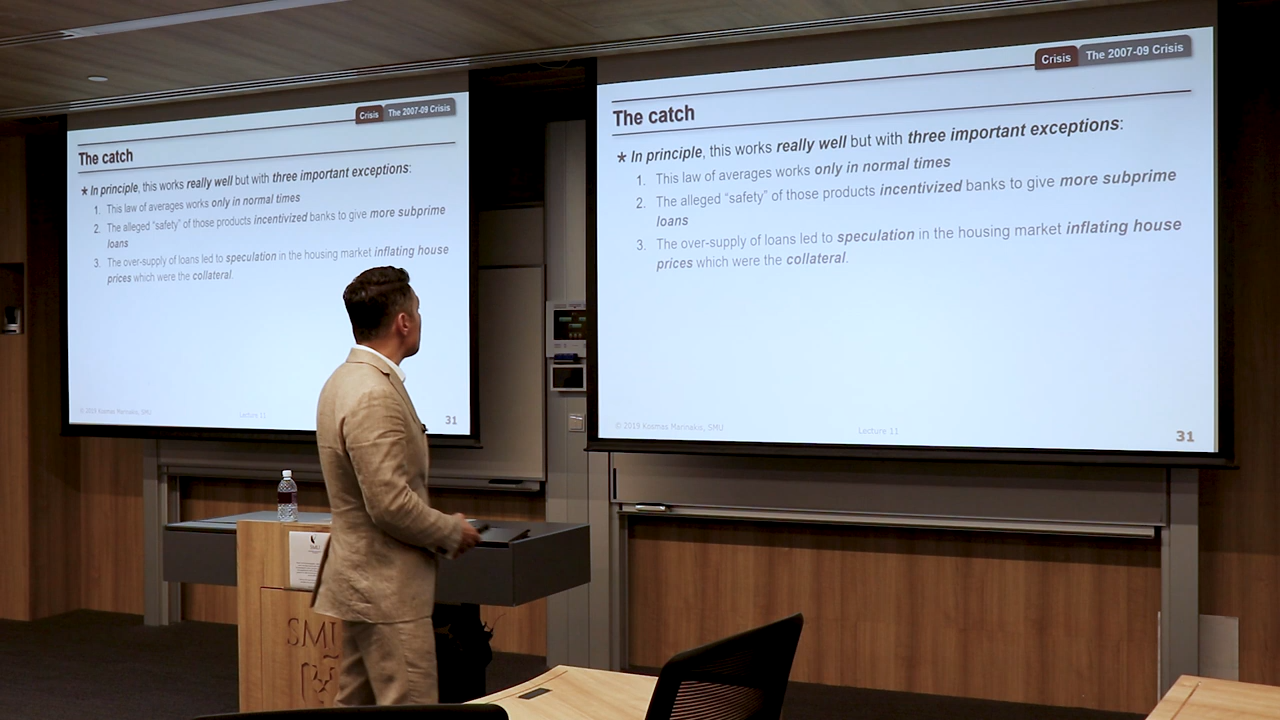 Crisis The 2007-09 Crisis
The catch
★ In principle, this works really well but with three important exceptions:
1. This law of averages works only in normal times
2. The alleged “safety” of those products incentivized banks to give more subprime
loans
3. The over-supply of loans led to speculation in the housing market inflating house
prices which were the collateral.
© 2019 Kosmas Marinakis, SMU
Lecture 11
31
Crisis The 2007-09 Crisis
The catch
★ In principle, this works really well but with three important exceptions:
1. This law of averages works only in normal times
2. The alleged “safety” of those products incentivized banks to give more subprime
loans
3. The over-supply of loans led to speculation in the housing market inflating house
prices which were the collateral.
© 2019 Kosmas Marinakis, SMU
Lecture 11
31
SMU